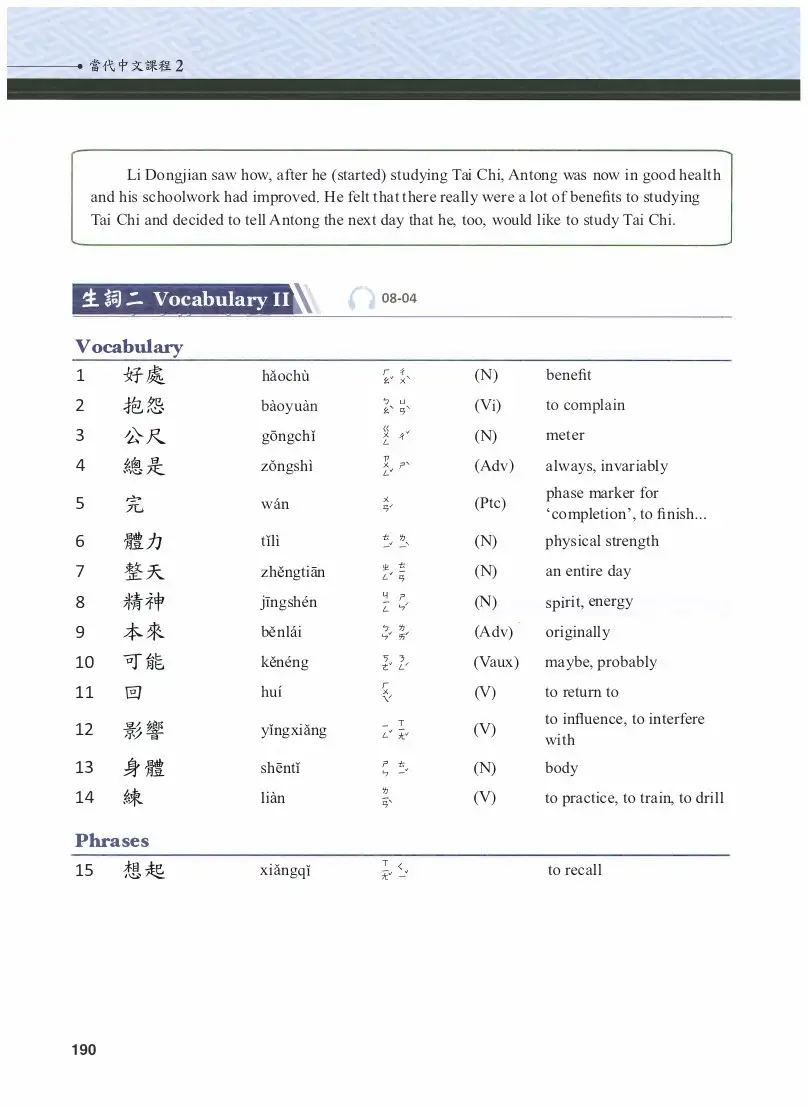 當代中文課程 2
Li Dongjian saw how, after he (started) studying Tai Chi, Antong was now in good health
and his schoolwork had improved. He felt that there really were a lot of benefits to studying
Tai Chi and decided to tell Antong the next day that he, too, would like to study Tai Chi.
生詞二 Vocabulary II 08-04
Vocabulary
1 好處 hǎochù ㄏㄠˇ ㄔㄨˋ (N) benefit
2 抱怨 bàoyuàn ㄅㄠˋ ㄩㄢˋ (Vi) to complain
3 公尺 gōngchǐ ㄍㄨㄥ ㄔˇ (N) meter
4 總是 zǒngshì ㄗㄨㄥˇ ㄕˋ (Adv) always, invariably
5 完 wán ㄨㄢˊ (Ptc) phase marker for
‘completion’, to finish...
6 體力 tǐlì ㄊㄧˇ ㄌㄧˋ (N) physical strength
7 整天 zhěngtiān ㄓㄥˇ ㄊㄧㄢ (N) an entire day
8 精神 jīngshén ㄐㄧㄥ ㄕㄣˊ (N) spirit, energy
9 本來 běnlái ㄅㄣˇ ㄌㄞˊ (Adv) originally
10 可能 kěnéng ㄎㄜˇ ㄋㄥˊ (Vaux) maybe, probably
11 回 huí ㄏㄨㄟˊ (V) to return to
12 影響 yǐngxiǎng ㄧㄥˇ ㄒㄧㄤˇ (V) to influence, to interfere
with
13 身體 shēntǐ ㄕㄣ ㄊㄧˇ (N) body
14 練 liàn ㄌㄧㄢˋ (V) to practice, to train, to drill
Phrases
15 想起 xiǎngqǐ ㄒㄧㄤˇ ㄑㄧˇ to recall
190